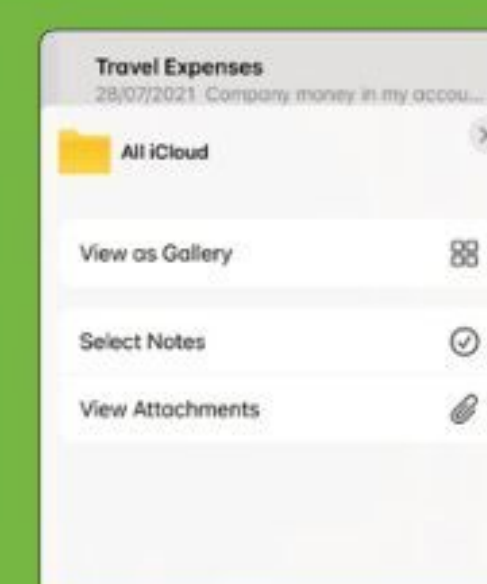 Travel Expenses
28/07/2021 Company money in my accou...
All iCloud
View as Gallery
Select Notes
View Attachments